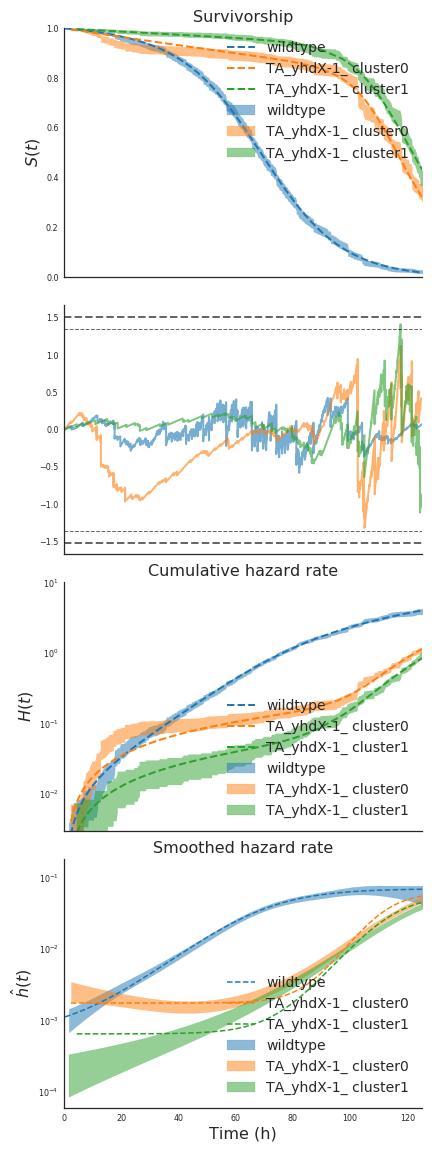 Survivorship
1.0
0.8
0.6
0.4
0.2
0.0
S(t)
wildtype
TA_yhdX-1_ cluster0
TA_yhdX-1_ cluster1
wildtype
TA_yhdX-1_ cluster0
TA_yhdX-1_ cluster1
1.5
1.0
0.5
0.0
−0.5
−1.0
−1.5
Cumulative hazard rate
10¹
10⁰
10⁻¹
10⁻²
H(t)
wildtype
TA_yhdX-1_ cluster0
TA_yhdX-1_ cluster1
wildtype
TA_yhdX-1_ cluster0
TA_yhdX-1_ cluster1
Smoothed hazard rate
10⁻¹
10⁻²
10⁻³
10⁻⁴
ĥ(t)
wildtype
TA_yhdX-1_ cluster0
TA_yhdX-1_ cluster1
wildtype
TA_yhdX-1_ cluster0
TA_yhdX-1_ cluster1
0 20 40 60 80 100 120
Time (h)